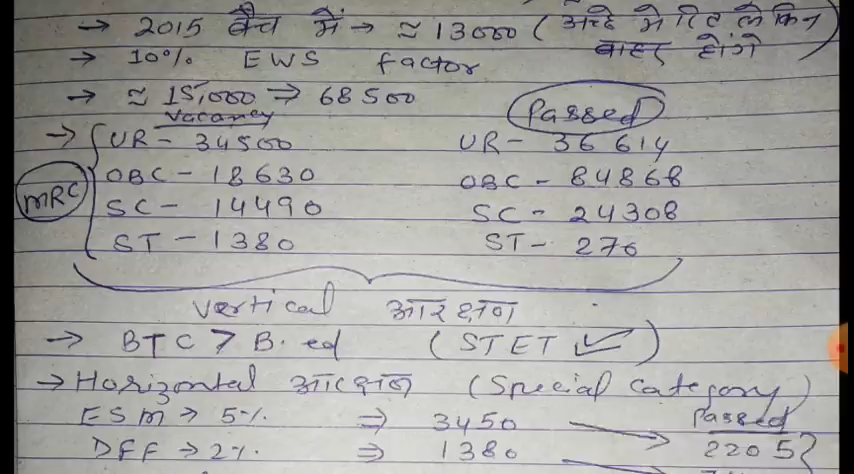 → 2015 बैच में → ≈ 13000 ( अच्छे मेरिट लेकिन बाहर होंगे )
→ 10% EWS factor
→ ≈ 15,000 ⇒ 68500
Vacancy Passed
→ UR - 34500 UR - 36614
MRC OBC - 18630 OBC - 84868
SC - 14490 SC - 24308
ST - 1380 ST - 270
Vertical आरक्षण
→ BTC > B.ed (STET ✓)
→ Horizontal आरक्षण (Special category)
ESM → 5% ⇒ 3450 → Passed
DFF → 2% ⇒ 1380 → 2205